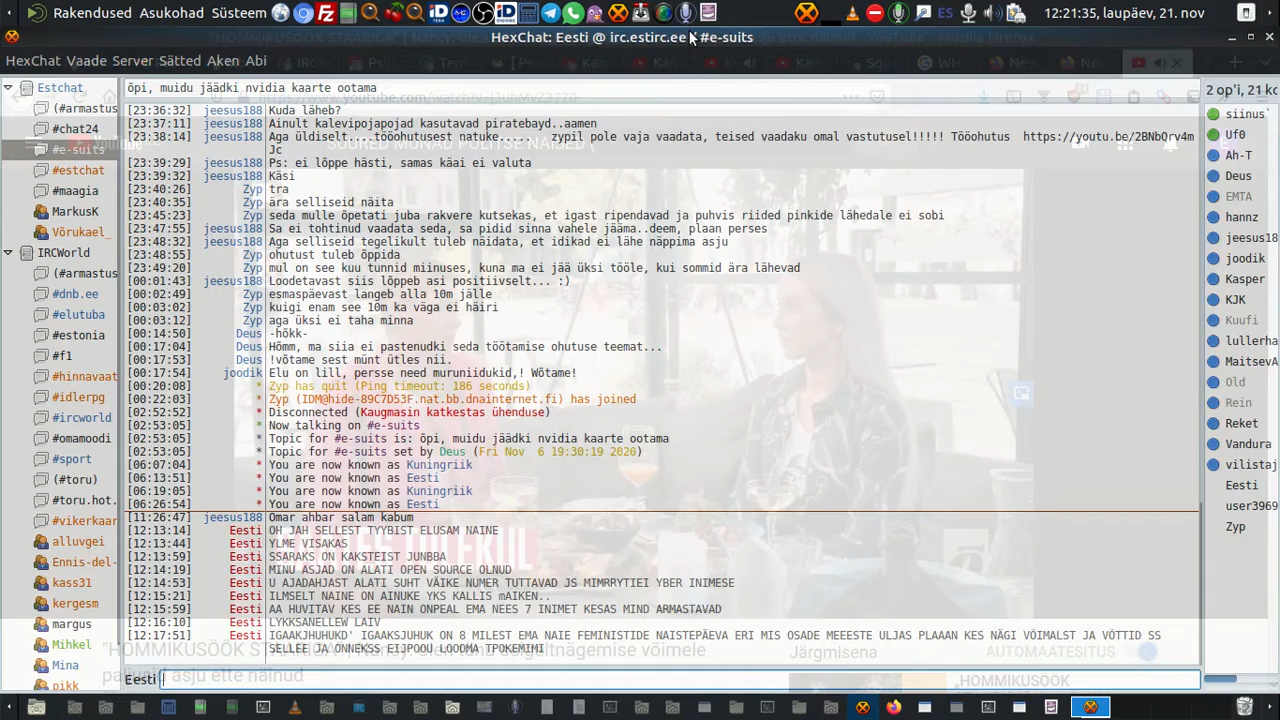 Rakendused Asukohad Süsteem
ES
12:21:35, laupäev, 21. nov
HexChat: Eesti @ irc.estirc.ee / #e-suits
HexChat Vaade Server Sätted Aken Abi
Estchat
(#armastus
#chat24
#e-suits
#estchat
#maagia
MarkusK
Võrukael_
IRCWorld
(#armastus
#dnb.ee
#elutuba
#estonia
#f1
#hinnavaat
#idlerpg
#ircworld
#omamoodi
#sport
(#toru)
#toru.hot.
#vikerkaar
alluvgei
Ennis-del-
kass31
kergesm
margus
Mihkel
Mina
pikk
õpi, muidu jäädki nvidia kaarte ootama
[23:36:32] jeesus188 Kuda läheb?
[23:37:11] jeesus188 Ainult kalevipojapojad kasutavad piratebayd..aamen
[23:38:14] jeesus188 Aga üldiselt....tööohutusest natuke..... zypil pole vaja vaadata, teised vaadaku omal vastutusel!!!!! Tööohutus https://youtu.be/2BNbQrv4m
Jc
[23:39:29] jeesus188 Ps: ei lõppe hästi, samas käai ei valuta
[23:39:32] jeesus188 Käsi
[23:40:26] Zyp tra
[23:40:35] Zyp ära selliseid näita
[23:45:23] Zyp seda mulle õpetati juba rakvere kutsekas, et igast ripendavad ja puhvis riided pinkide lähedale ei sobi
[23:47:55] jeesus188 Sa ei tohtinud vaadata seda, sa pidid sinna vahele jääma..deem, plaan perses
[23:48:32] jeesus188 Aga selliseid tegelikult tuleb näidata, et idikad ei lähe näppima asju
[23:48:55] Zyp ohutust tuleb õppida
[23:49:20] Zyp mul on see kuu tunnid miinuses, kuna ma ei jää üksi tööle, kui sommid ära lähevad
[00:01:43] jeesus188 Loodetavast siis lõppeb asi positiivselt... :)
[00:02:49] Zyp esmaspäevast langeb alla 10m jälle
[00:03:02] Zyp kuigi enam see 10m ka väga ei häiri
[00:03:12] Zyp aga üksi ei taha minna
[00:14:50] Deus -hõkk-
[00:17:04] Deus Hõmm, ma siia ei pastenudki seda töötamise ohutuse teemat...
[00:17:53] Deus !võtame sest münt ütles nii.
[00:17:54] joodik Elu on lill, persse need muruniidukid,! Wõtame!
[00:20:08] * Zyp has quit (Ping timeout: 186 seconds)
[00:22:03] * Zyp (IDM@hide-89C7D53F.nat.bb.dnainternet.fi) has joined
[02:52:52] * Disconnected (Kaugmasin katkestas ühenduse)
[02:53:05] * Now talking on #e-suits
[02:53:05] * Topic for #e-suits is: õpi, muidu jäädki nvidia kaarte ootama
[02:53:05] * Topic for #e-suits set by Deus (Fri Nov  6 19:30:19 2020)
[06:07:04] * You are now known as Kuningriik
[06:13:51] * You are now known as Eesti
[06:19:05] * You are now known as Kuningriik
[06:26:54] * You are now known as Eesti
[11:26:47] jeesus188 Omar ahbar salam kabum
[12:13:14] Eesti OH JAH SELLEST TYYBIST ELUSAM NAINE
[12:13:44] Eesti YLME VISAKAS
[12:13:59] Eesti SSARAKS ON KAKSTEIST JUNBBA
[12:14:19] Eesti MINU ASJAD ON ALATI OPEN SOURCE OLNUD
[12:14:53] Eesti U AJADAHJAST ALATI SUHT VÄIKE NUMER TUTTAVAD JS MIMRRYTIEI YBER INIMESE
[12:15:21] Eesti ILMSELT NAINE ON AINUKE YKS KALLIS mAIKEN..
[12:15:59] Eesti AA HUVITAV KES EE NAIN ONPEAL EMA NEES 7 INIMET KESAS MIND ARMASTAVAD
[12:16:10] Eesti LYKKSANELLEW LAIV
[12:17:51] Eesti IGAAKJHUHUKD' IGAAKSJUHUK ON 8 MILEST EMA NAIE FEMINISTIDE NAISTEPÄEVA ERI MIS OSADE MEEESTE ULJAS PLAAAN KES NÄGI VÕIMALST JA VÕTTID SS
SELLEE JA ÕNNEKSS EIJPOOU LOOOMA TPOKEMIMI
Eesti
2 op'i, 21 ko
siinus
Uf0
Ah-T
Deus
EMTA
hannz
jeesus18
joodik
Kasper
KJK
Kuufi
lullerha
MaitsevA
Old
Rein
Reket
Vandura
vilistaj
Eesti
user3969
Zyp
SUURED MUNAD PULITSE NAISED (
Järgmisena
AUTOMAATESITUS
"HOMMIKUSÖÖK
asju ette näinud